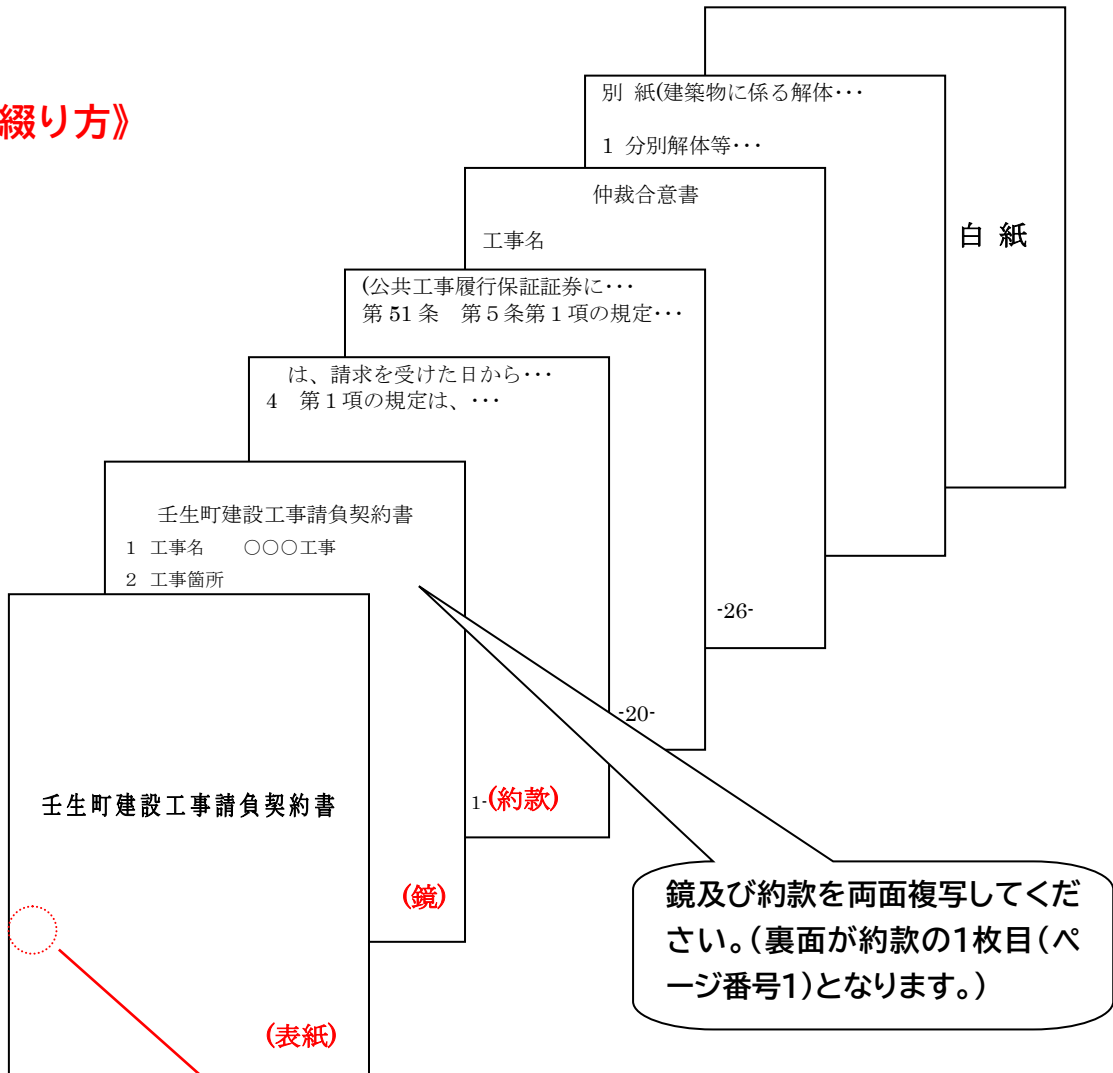 綴り方》
白 紙
別 紙(建築物に係る解体･･･
1 分別解体等･･･
仲裁合意書
工事名
-26-
(公共工事履行保証証券に･･･
第 51 条　第５条第１項の規定･･･
-20-
は、請求を受けた日から･･･
4　第１項の規定は、･･･
1-(約款)
壬生町建設工事請負契約書
1 工事名　○○○工事
2 工事箇所
(鏡)
壬生町建設工事請負契約書
(表紙)
鏡及び約款を両面複写してくだ
さい。(裏面が約款の1枚目(ペ
ージ番号1)となります。)